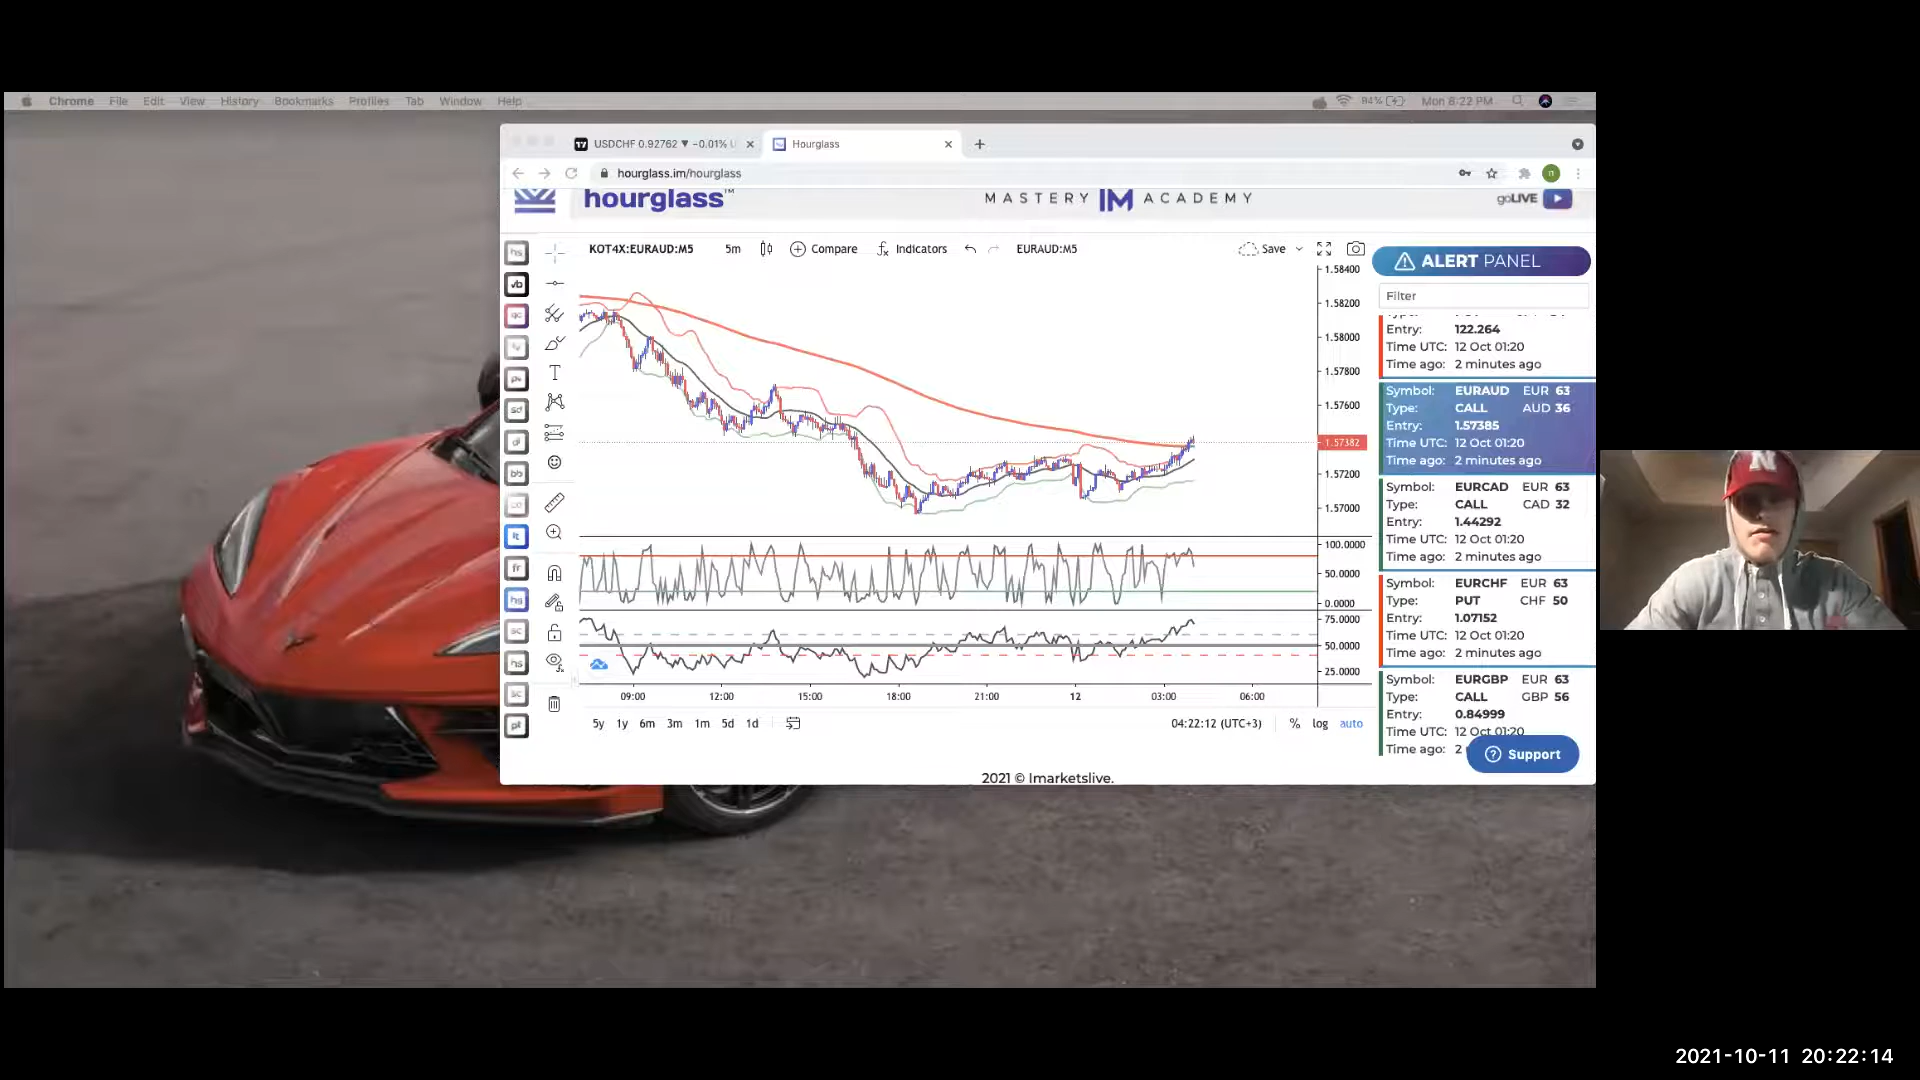 Chrome File Edit View History Bookmarks Profiles Tab Window Help
94% Mon 8:22 PM
USDCHF 0.92762 ▼ −0.01%
Hourglass
hourglass.im/hourglass
hourglass™
MASTERY IM ACADEMY
goLIVE
KOT4X:EURAUD:M5 5m Compare Indicators EURAUD:M5 Save
1.58400
1.58200
1.58000
1.57800
1.57600
1.57382
1.57200
1.57000
100.0000
50.0000
0.0000
75.0000
50.0000
25.0000
09:00 12:00 15:00 18:00 21:00 12 03:00 06:00
5y 1y 6m 3m 1m 5d 1d
04:22:12 (UTC+3) % log auto
ALERT PANEL
Filter
Entry: 122.264
Time UTC: 12 Oct 01:20
Time ago: 2 minutes ago
Symbol: EURAUD EUR 63
Type: CALL AUD 36
Entry: 1.57385
Time UTC: 12 Oct 01:20
Time ago: 2 minutes ago
Symbol: EURCAD EUR 63
Type: CALL CAD 32
Entry: 1.44292
Time UTC: 12 Oct 01:20
Time ago: 2 minutes ago
Symbol: EURCHF EUR 63
Type: PUT CHF 50
Entry: 1.07152
Time UTC: 12 Oct 01:20
Time ago: 2 minutes ago
Symbol: EURGBP EUR 63
Type: CALL GBP 56
Entry: 0.84999
Time UTC: 12 Oct 01:20
Time ago: 2
Support
2021 © Imarketslive.
N
2021-10-11 20:22:14